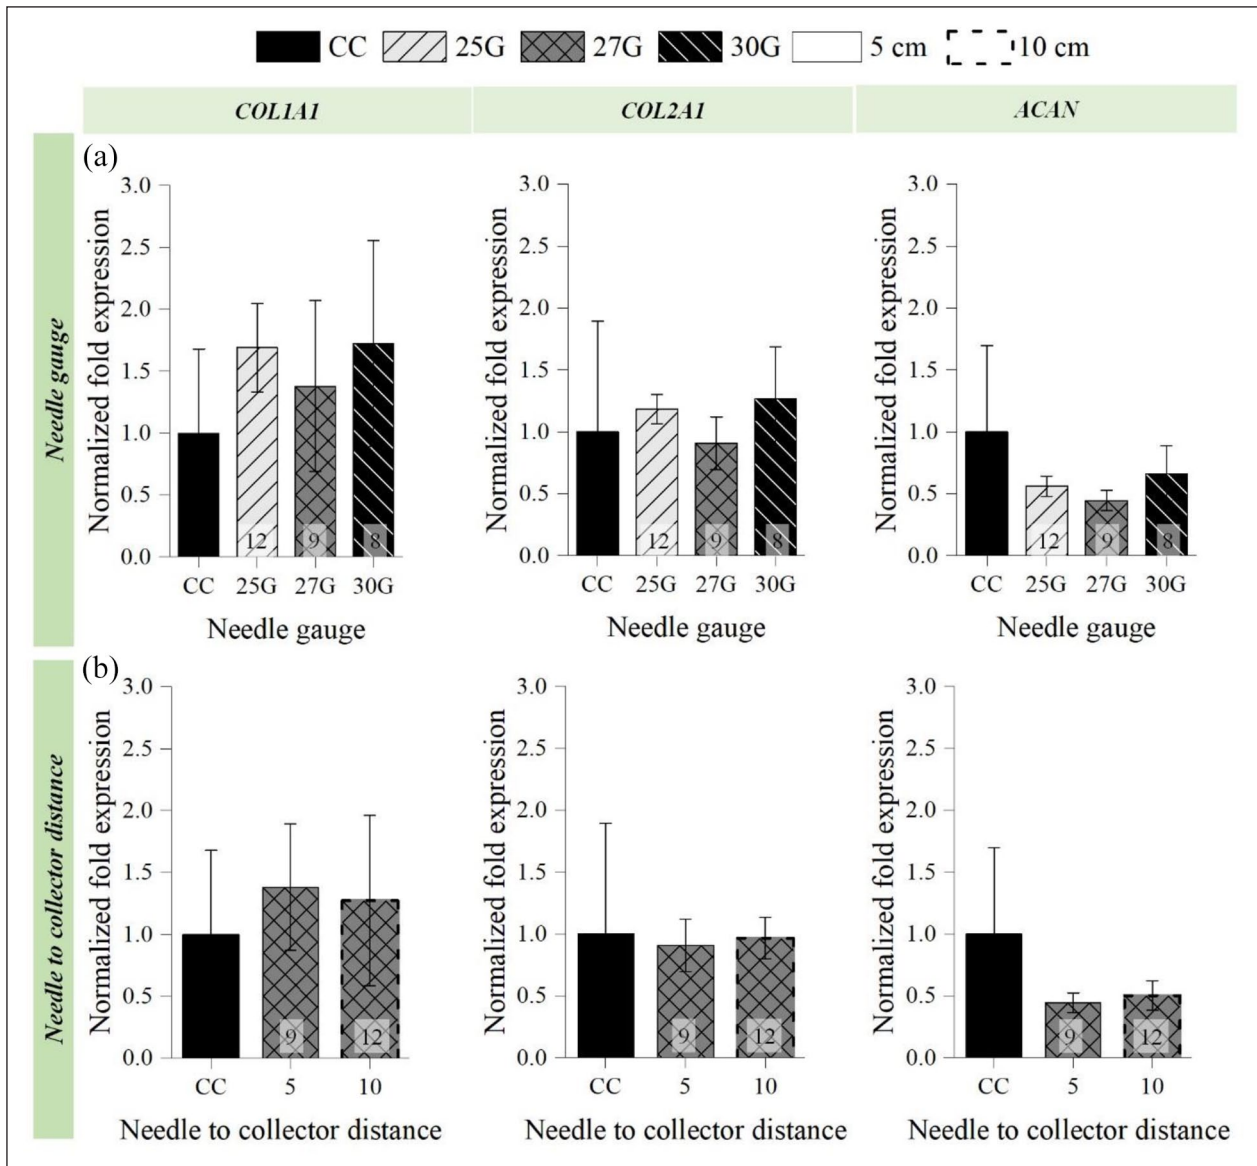 CC 25G 27G 30G 5 cm 10 cm
COL1A1 COL2A1 ACAN
Needle gauge
(a)
Normalized fold expression
3.0
2.5
2.0
1.5
1.0
0.5
0.0
12 9 8
CC 25G 27G 30G
Needle gauge
Normalized fold expression
3.0
2.5
2.0
1.5
1.0
0.5
0.0
12 9 8
CC 25G 27G 30G
Needle gauge
Normalized fold expression
3.0
2.5
2.0
1.5
1.0
0.5
0.0
12 9 8
CC 25G 27G 30G
Needle gauge
Needle to collector distance
(b)
Normalized fold expression
3.0
2.5
2.0
1.5
1.0
0.5
0.0
9 12
CC 5 10
Needle to collector distance
Normalized fold expression
3.0
2.5
2.0
1.5
1.0
0.5
0.0
9 12
CC 5 10
Needle to collector distance
Normalized fold expression
3.0
2.5
2.0
1.5
1.0
0.5
0.0
9 12
CC 5 10
Needle to collector distance